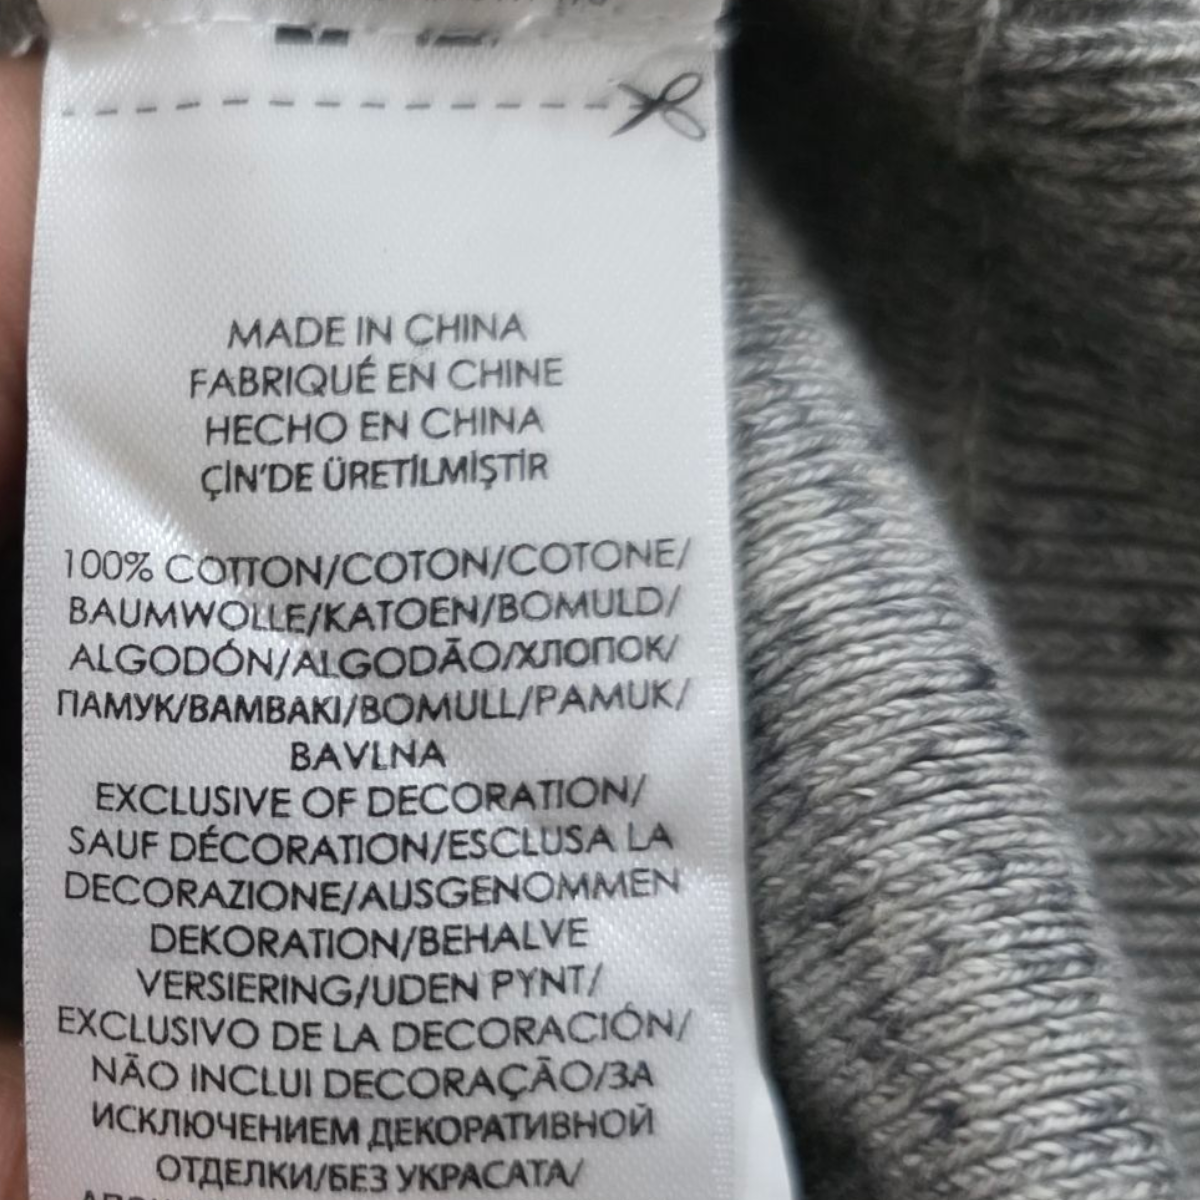 MADE IN CHINA
FABRIQUÉ EN CHINE
HECHO EN CHINA
ÇİN'DE ÜRETİLMİŞTİR
100% COTTON/COTON/COTONE/
BAUMWOLLE/KATOEN/BOMULD/
ALGODÓN/ALGODÃO/ХЛОПОК/
ПАМУК/BAMBAKI/BOMULL/PAMUK/
BAVLNA
EXCLUSIVE OF DECORATION/
SAUF DÉCORATION/ESCLUSA LA
DECORAZIONE/AUSGENOMMEN
DEKORATION/BEHALVE
VERSIERING/UDEN PYNT/
EXCLUSIVO DE LA DECORACIÓN/
NÃO INCLUI DECORAÇÃO/ЗА
ИСКЛЮЧЕНИЕМ ДЕКОРАТИВНОЙ
ОТДЕЛКИ/БЕЗ УКРАСАТА/